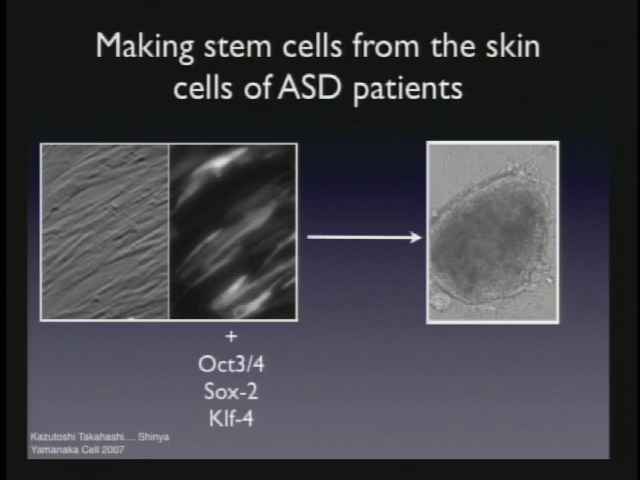 Making stem cells from the skin
cells of ASD patients
+
Oct3/4
Sox-2
Klf-4
Kazutoshi Takahashi.... Shinya
Yamanaka Cell 2007